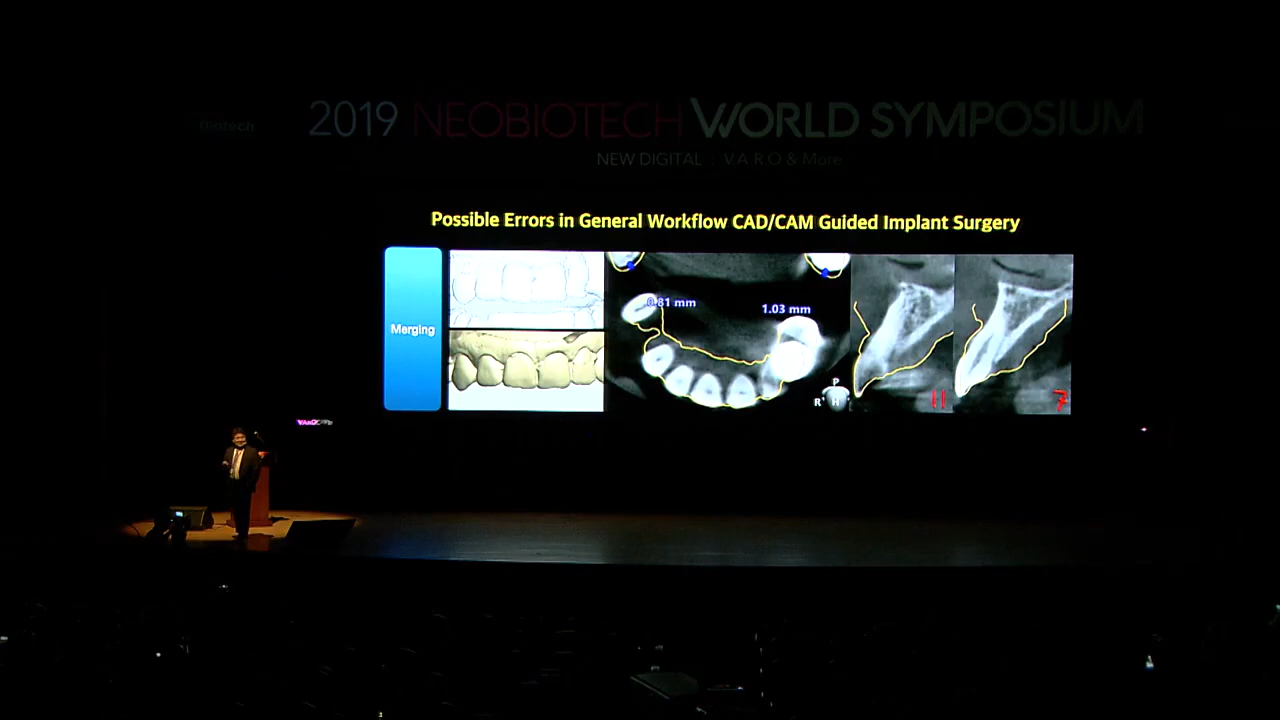 Biotech
2019 NEOBIOTECH WORLD SYMPOSIUM
NEW DIGITAL : V.A.R.O & More
Possible Errors in General Workflow CAD/CAM Guided Implant Surgery
Merging
0.81 mm
1.03 mm
P
R H
11
7